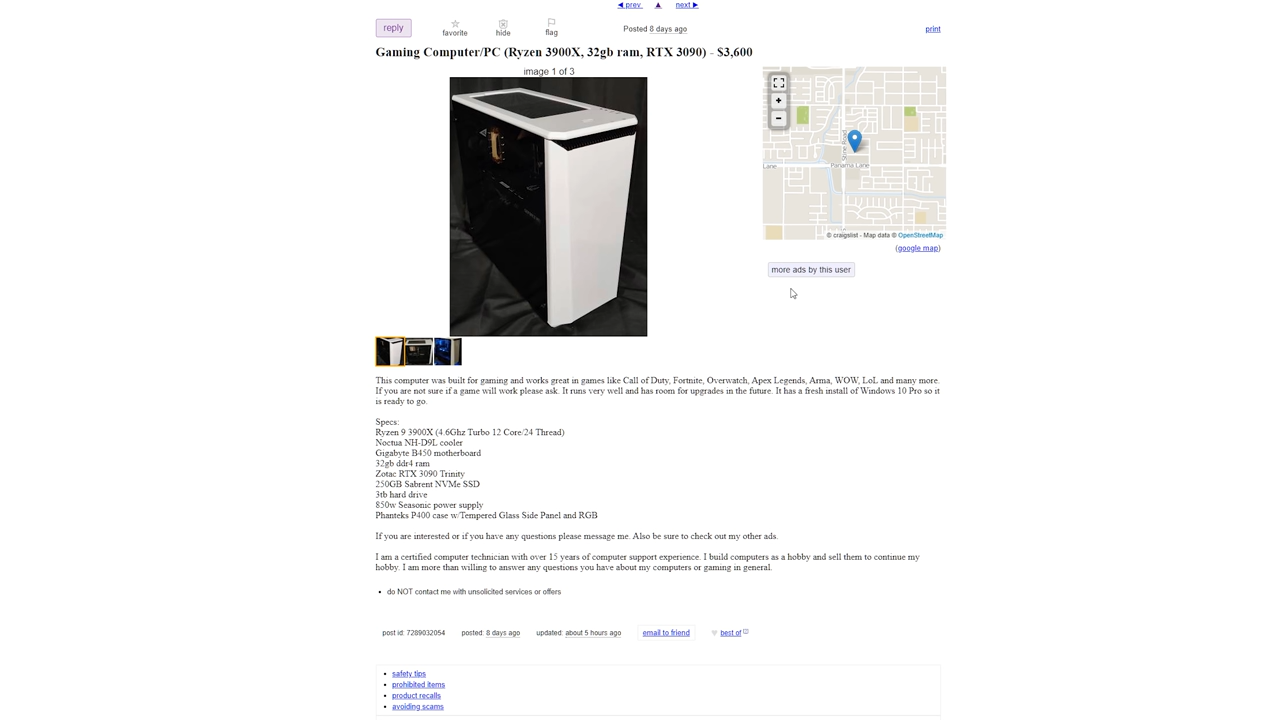 ◀ prev ▲ next ▶
reply
favorite
hide
flag
Posted 8 days ago
print
Gaming Computer/PC (Ryzen 3900X, 32gb ram, RTX 3090) - $3,600
image 1 of 3
+
−
Stine Road
Lane
Panama Lane
© craigslist - Map data © OpenStreetMap
(google map)
more ads by this user
This computer was built for gaming and works great in games like Call of Duty, Fortnite, Overwatch, Apex Legends, Arma, WOW, LoL and many more.
If you are not sure if a game will work please ask. It runs very well and has room for upgrades in the future. It has a fresh install of Windows 10 Pro so it
is ready to go.
Specs:
Ryzen 9 3900X (4.6Ghz Turbo 12 Core/24 Thread)
Noctua NH-D9L cooler
Gigabyte B450 motherboard
32gb ddr4 ram
Zotac RTX 3090 Trinity
250GB Sabrent NVMe SSD
3tb hard drive
850w Seasonic power supply
Phanteks P400 case w/Tempered Glass Side Panel and RGB
If you are interested or if you have any questions please message me. Also be sure to check out my other ads.
I am a certified computer technician with over 15 years of computer support experience. I build computers as a hobby and sell them to continue my
hobby. I am more than willing to answer any questions you have about my computers or gaming in general.
• do NOT contact me with unsolicited services or offers
post id: 7289032054 posted: 8 days ago updated: about 5 hours ago email to friend ♥ best of [?]
• safety tips
• prohibited items
• product recalls
• avoiding scams